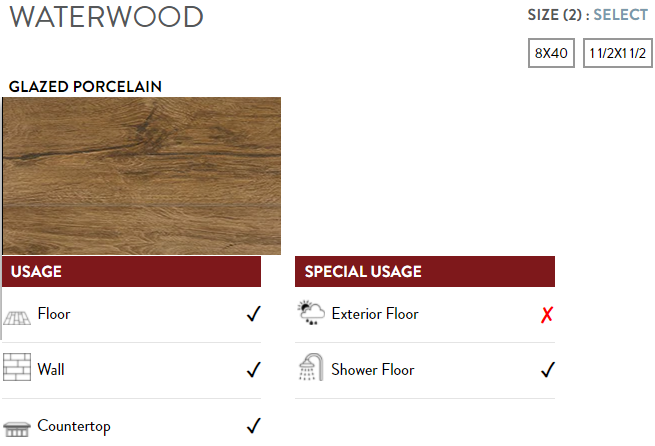 WATERWOOD
SIZE (2) : SELECT
8X40
1 1/2X1 1/2
GLAZED PORCELAIN
USAGE
Floor ✓
Wall ✓
Countertop ✓
SPECIAL USAGE
Exterior Floor ✗
Shower Floor ✓